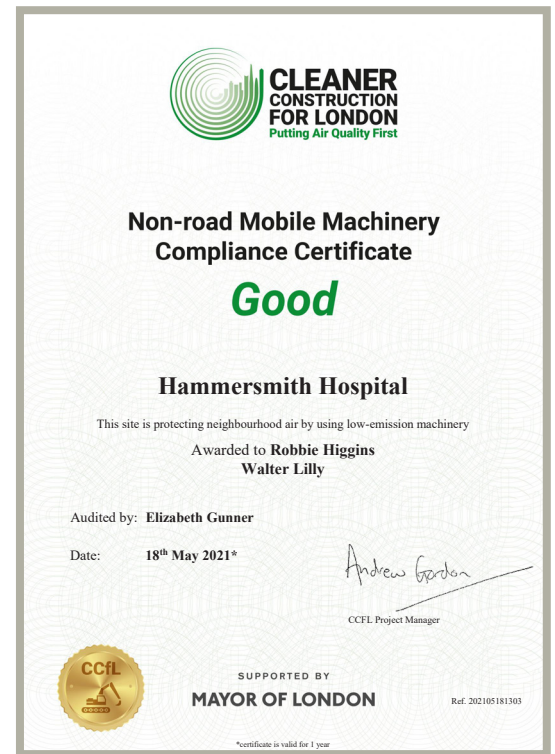 CLEANER
CONSTRUCTION
FOR LONDON
Putting Air Quality First
Non-road Mobile Machinery
Compliance Certificate
Good
Hammersmith Hospital
This site is protecting neighbourhood air by using low-emission machinery
Awarded to Robbie Higgins
Walter Lilly
Audited by: Elizabeth Gunner
Date: 18th May 2021*
Andrew Gordon
CCFL Project Manager
CCfL
SUPPORTED BY
MAYOR OF LONDON
Ref. 202105181303
*certificate is valid for 1 year